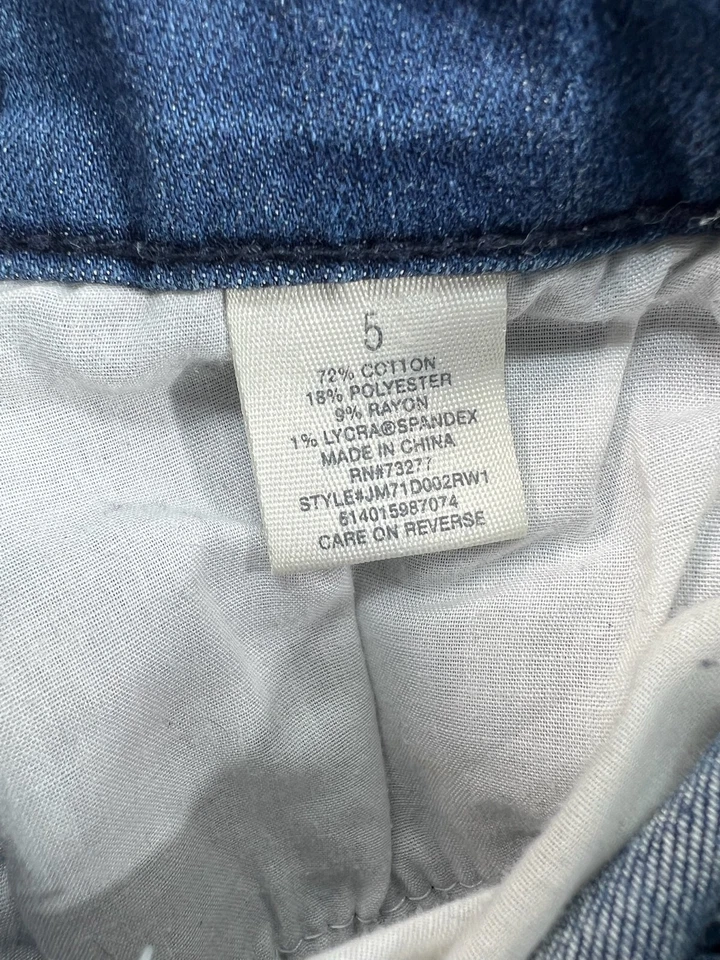 5
72% COTTON
18% POLYESTER
9% RAYON
1% LYCRA®SPANDEX
MADE IN CHINA
RN#73277
STYLE#JM71D002RW1
614015987074
CARE ON REVERSE